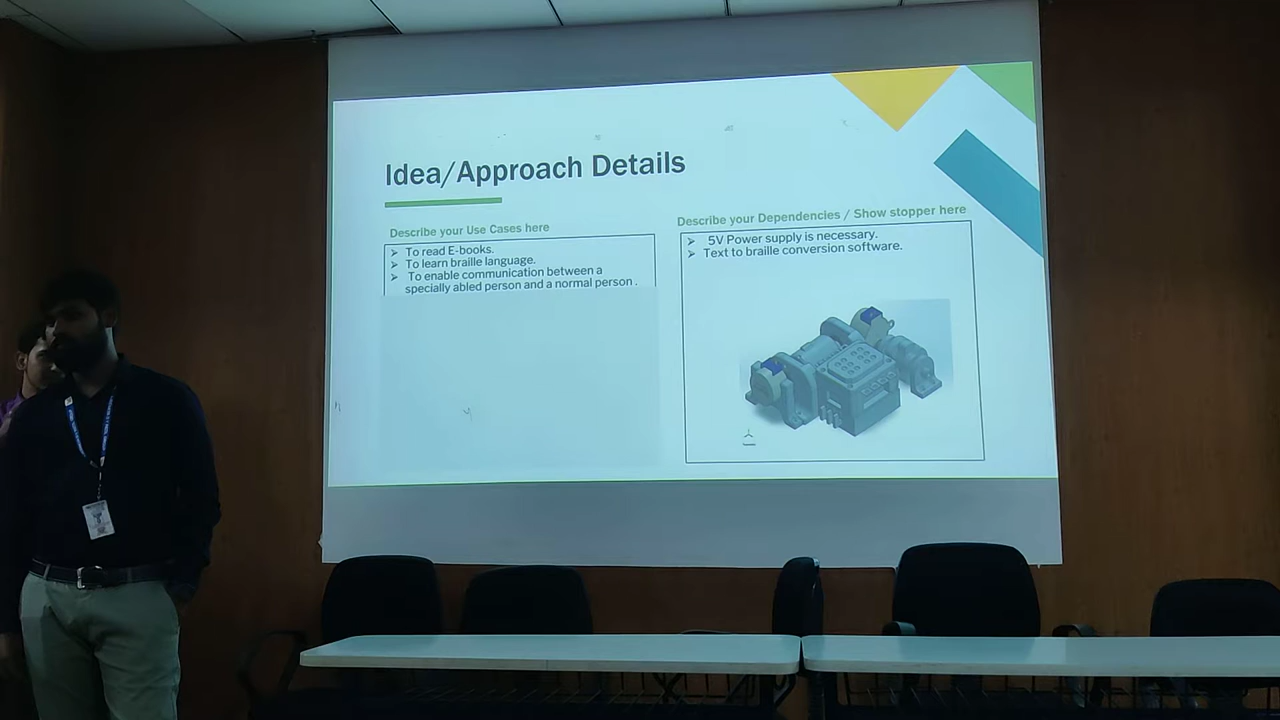 Idea/Approach Details
Describe your Use Cases here
➢ To read E-books.
➢ To learn braille language.
➢ To enable communication between a
specially abled person and a normal person .
Describe your Dependencies / Show stopper here
➢ 5V Power supply is necessary.
➢ Text to braille conversion software.